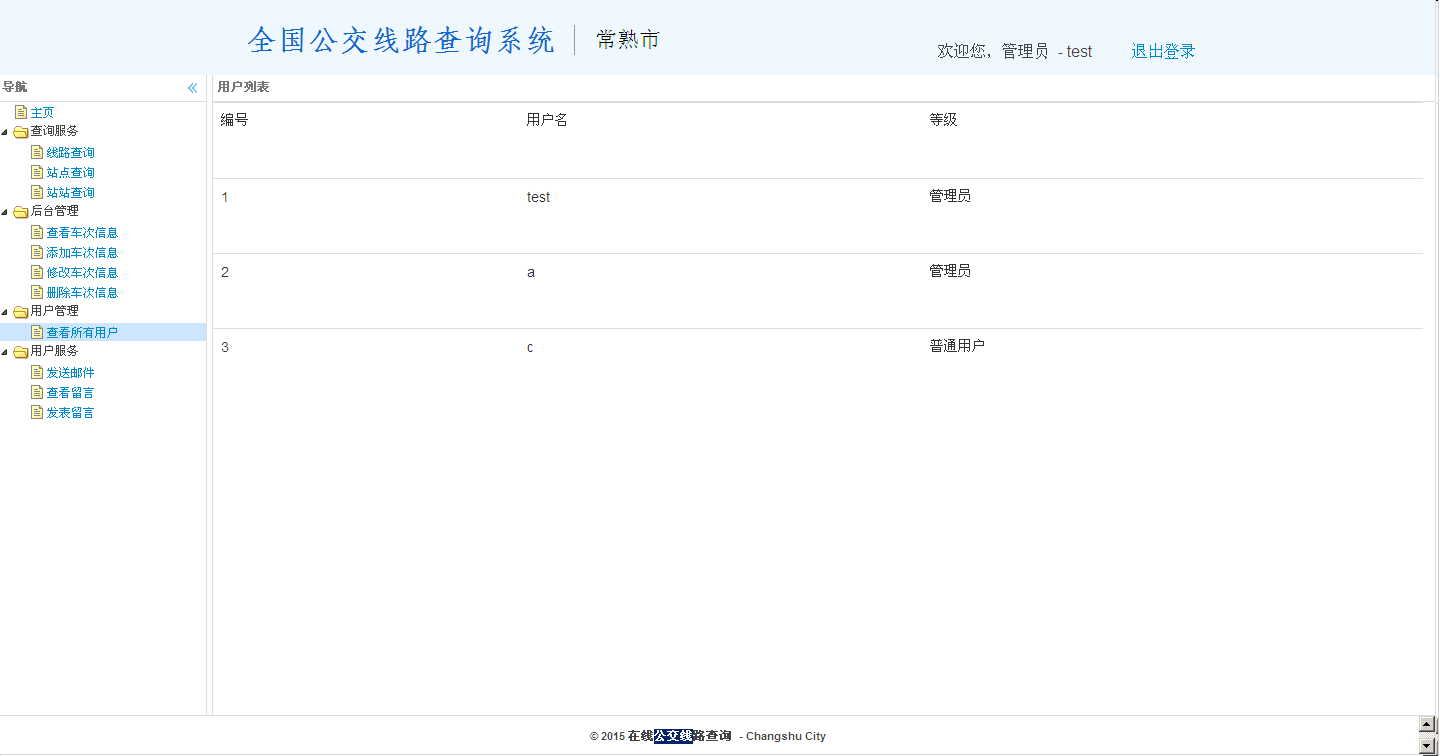 全国公交线路查询系统 常熟市
欢迎您，管理员 - test 退出登录
导航
主页
查询服务
线路查询
站点查询
站站查询
后台管理
查看车次信息
添加车次信息
修改车次信息
删除车次信息
用户管理
查看所有用户
用户服务
发送邮件
查看留言
发表留言
用户列表
编号 用户名 等级
1 test 管理员
2 a 管理员
3 c 普通用户
© 2015 在线公交线路查询 - Changshu City